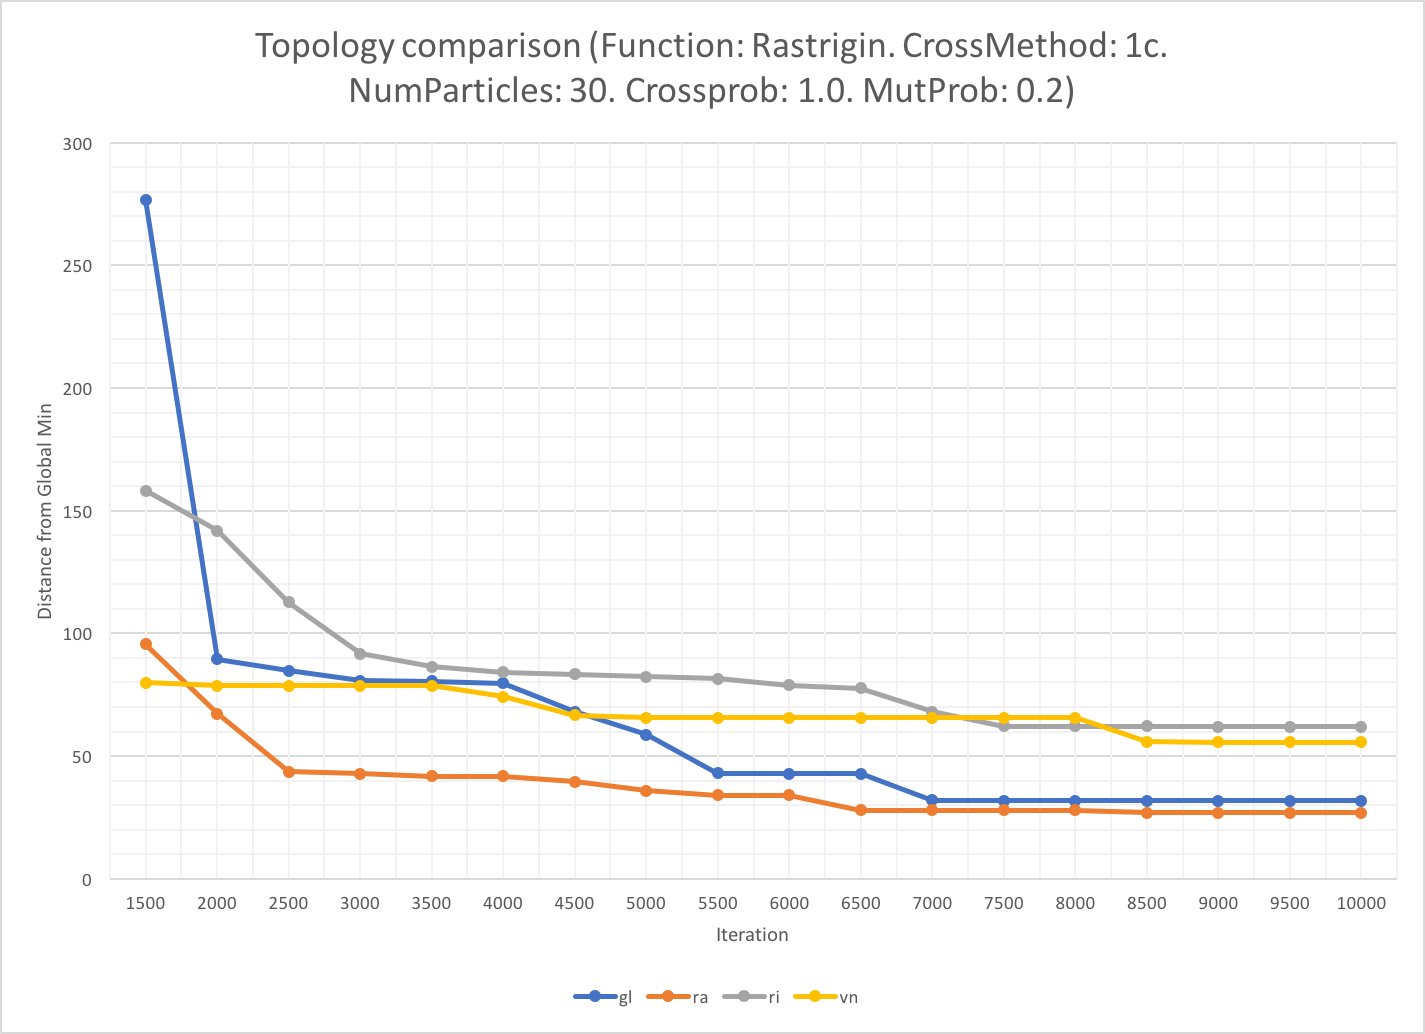 Topology comparison (Function: Rastrigin. CrossMethod: 1c.
NumParticles: 30. Crossprob: 1.0. MutProb: 0.2)
300
250
200
150
100
50
0
Distance from Global Min
1500 2000 2500 3000 3500 4000 4500 5000 5500 6000 6500 7000 7500 8000 8500 9000 9500 10000
Iteration
gl ra ri vn